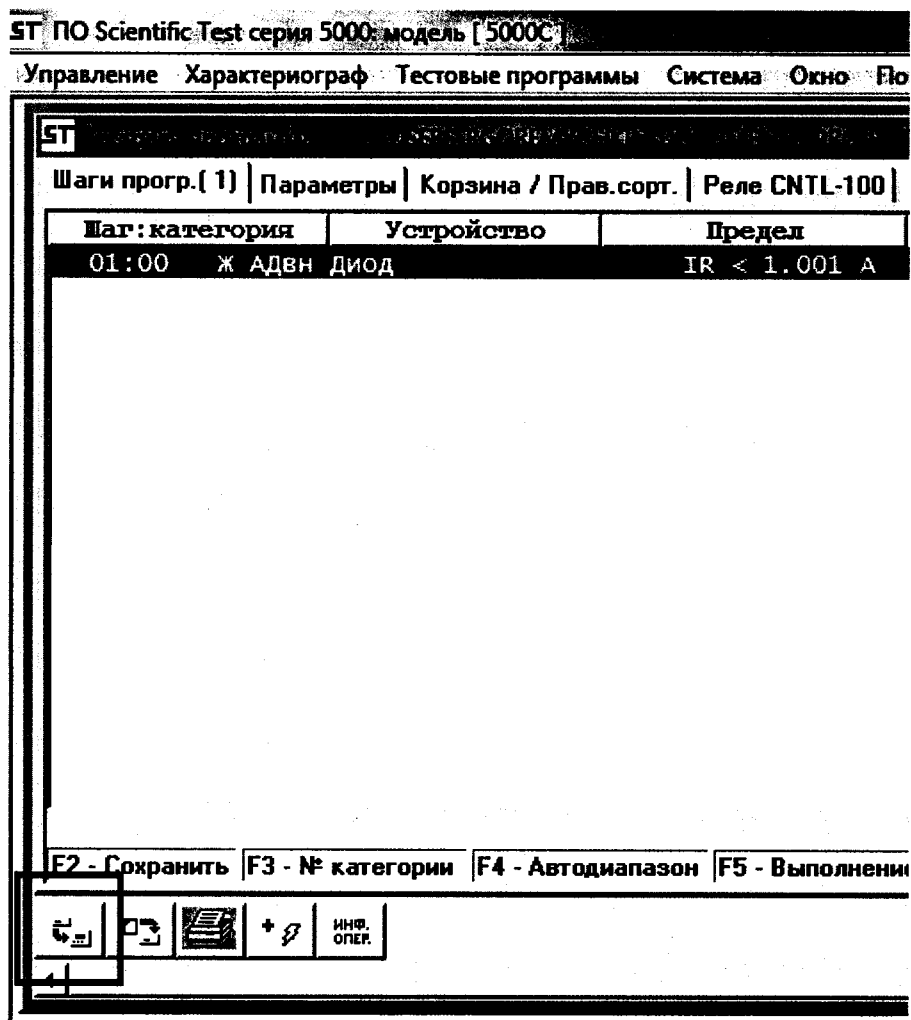 ST ПО Scientific Test серия 5000: модель [ 5000C ]
Управление Характериограф Тестовые программы Система Окно По
ST
Шаги прогр.( 1) Параметры Корзина / Прав.сорт. Реле CNTL-100
Шаг:категория Устройство Предел
01:00 Ж АДвн Диод IR < 1.001 A
F2 - Сохранить F3 - № категории F4 - Автодиапазон F5 - Выполнени
+ ИНФ.
ОПЕР.